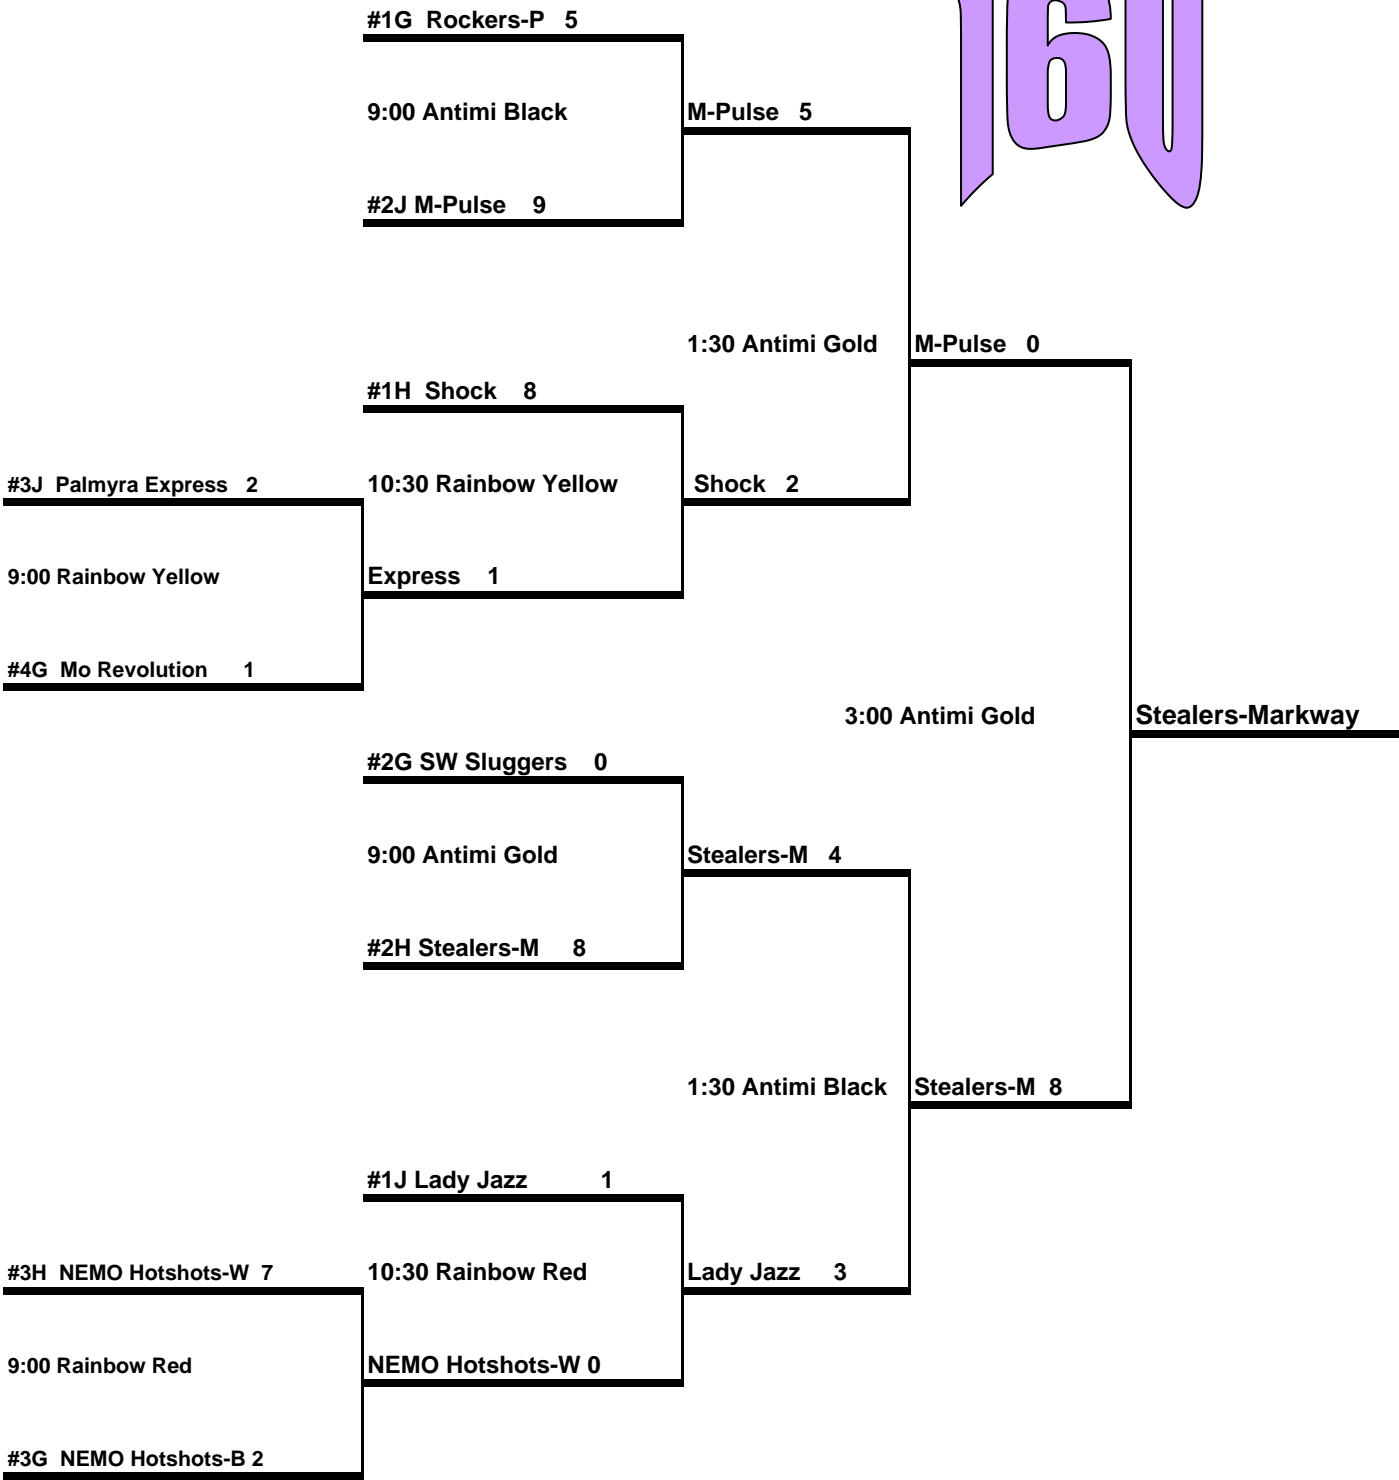 #1G Rockers-P 5
16U
9:00 Antimi Black
M-Pulse 5
#2J M-Pulse 9
1:30 Antimi Gold
M-Pulse 0
#1H Shock 8
#3J Palmyra Express 2
10:30 Rainbow Yellow
Shock 2
9:00 Rainbow Yellow
Express 1
#4G Mo Revolution 1
3:00 Antimi Gold
Stealers-Markway
#2G SW Sluggers 0
9:00 Antimi Gold
Stealers-M 4
#2H Stealers-M 8
1:30 Antimi Black
Stealers-M 8
#1J Lady Jazz 1
#3H NEMO Hotshots-W 7
10:30 Rainbow Red
Lady Jazz 3
9:00 Rainbow Red
NEMO Hotshots-W 0
#3G NEMO Hotshots-B 2